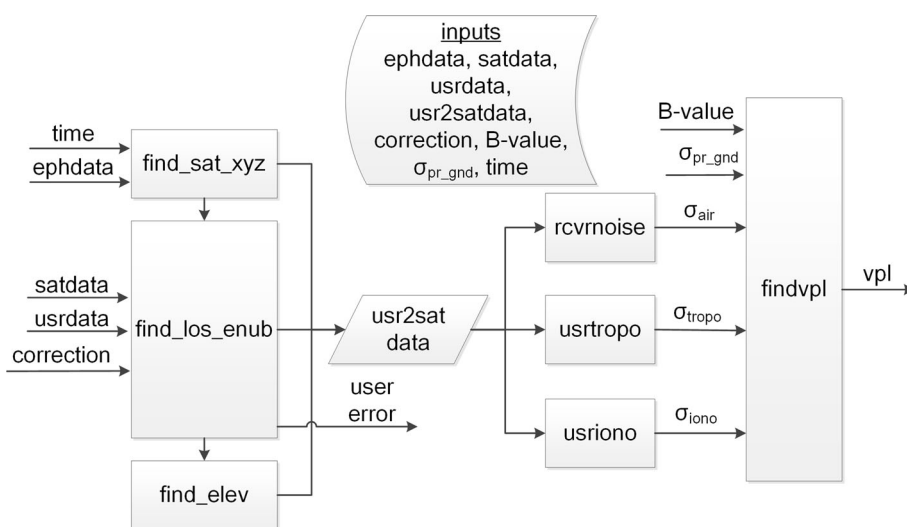 inputs
ephdata, satdata,
usrdata,
usr2satdata,
correction, B-value,
σpr_gnd, time
time
ephdata
find_sat_xyz
satdata
usrdata
correction
find_los_enub
find_elev
usr2sat
data
user
error
rcvrnoise
usrtropo
usriono
B-value
σpr_gnd
σair
σtropo
σiono
findvpl
vpl